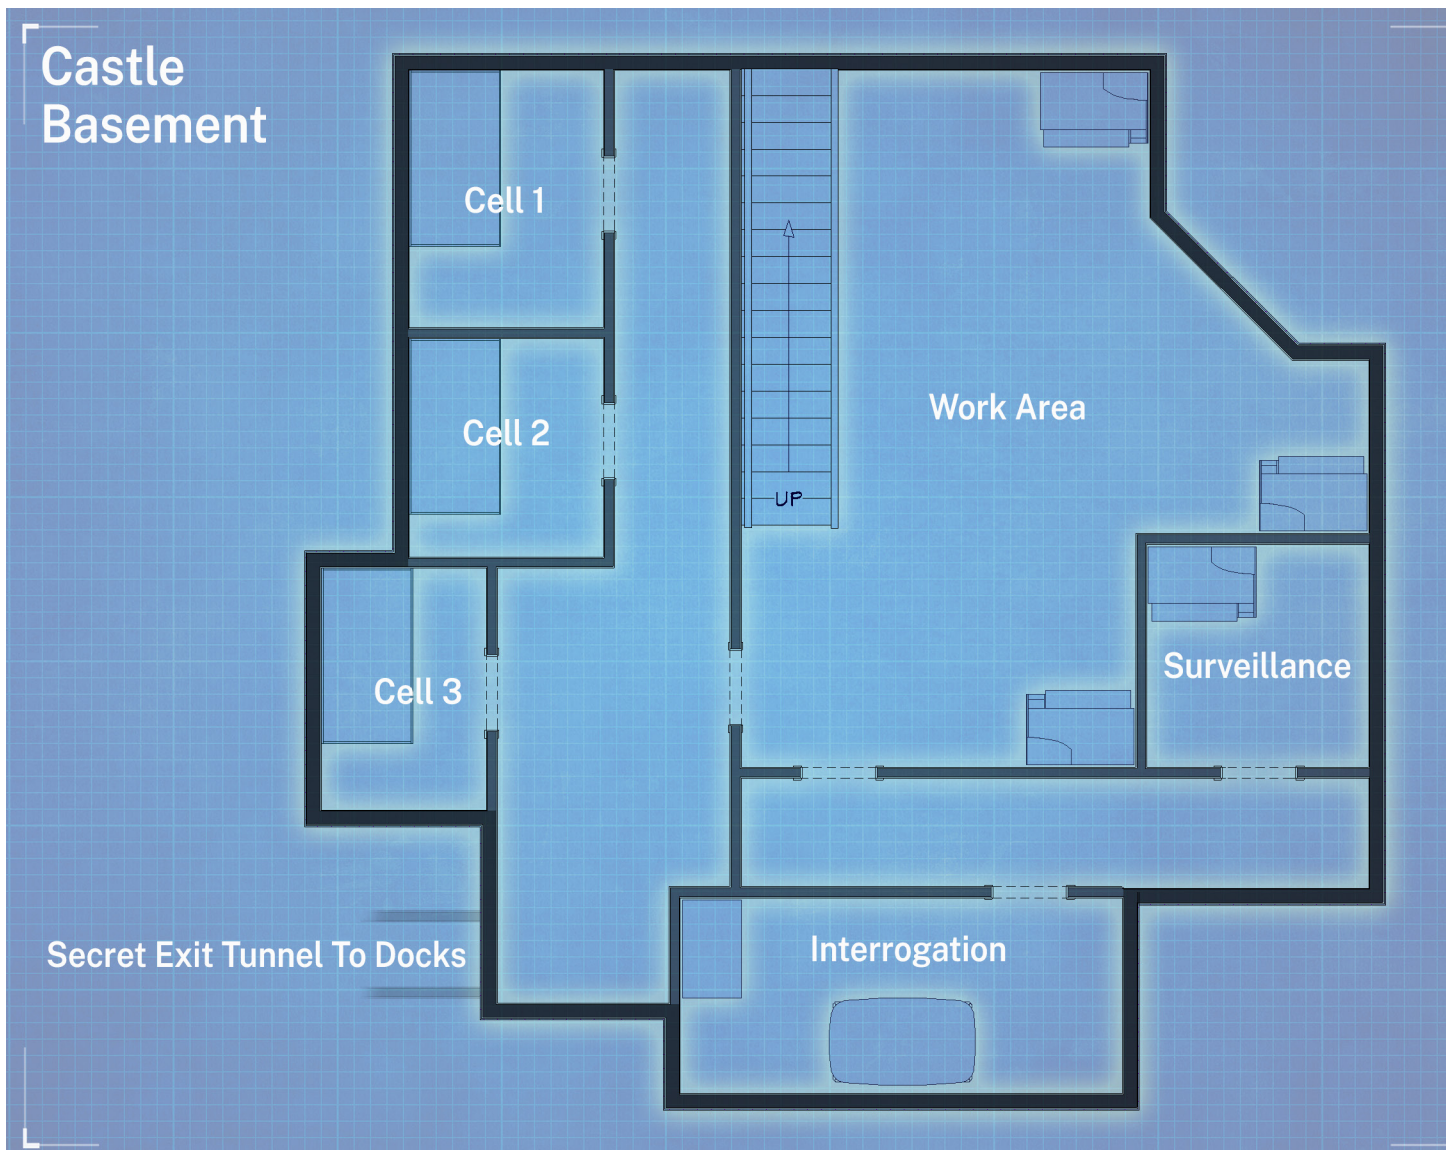 Castle
Basement
Cell 1
Cell 2
Work Area
UP
Surveillance
Cell 3
Interrogation
Secret Exit Tunnel To Docks